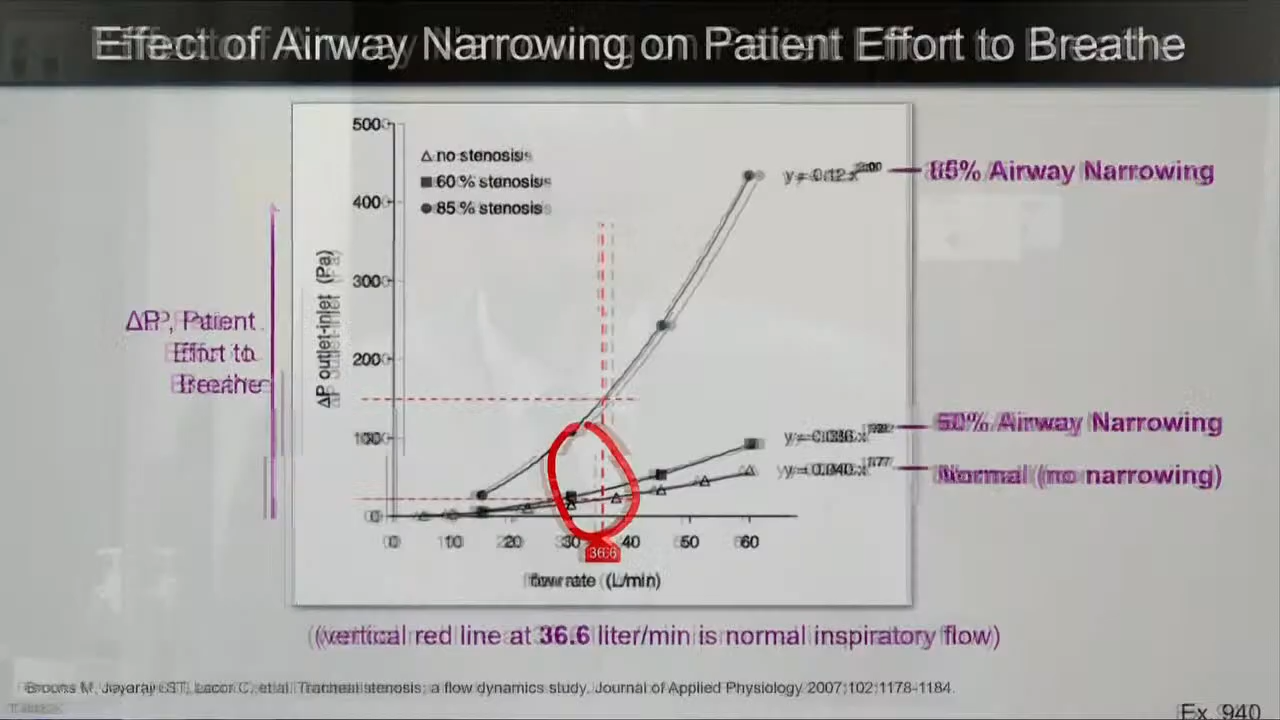 Effect of Airway Narrowing on Patient Effort to Breathe
500
no stenosis
60 % stenosis
85 % stenosis
85% Airway Narrowing
400
300
ΔP outlet-inlet (Pa)
ΔP, Patient
Effort to
Breathe
200
100
60% Airway Narrowing
Normal (no narrowing)
0
0 10 20 30 40 50 60
36.6
flow rate (L/min)
(vertical red line at 36.6 liter/min is normal inspiratory flow)
ST, Lacor C, et al. Tracheal stenosis: a flow dynamics study. Journal of Applied Physiology 2007;102:1178-1184.
Ex. 940